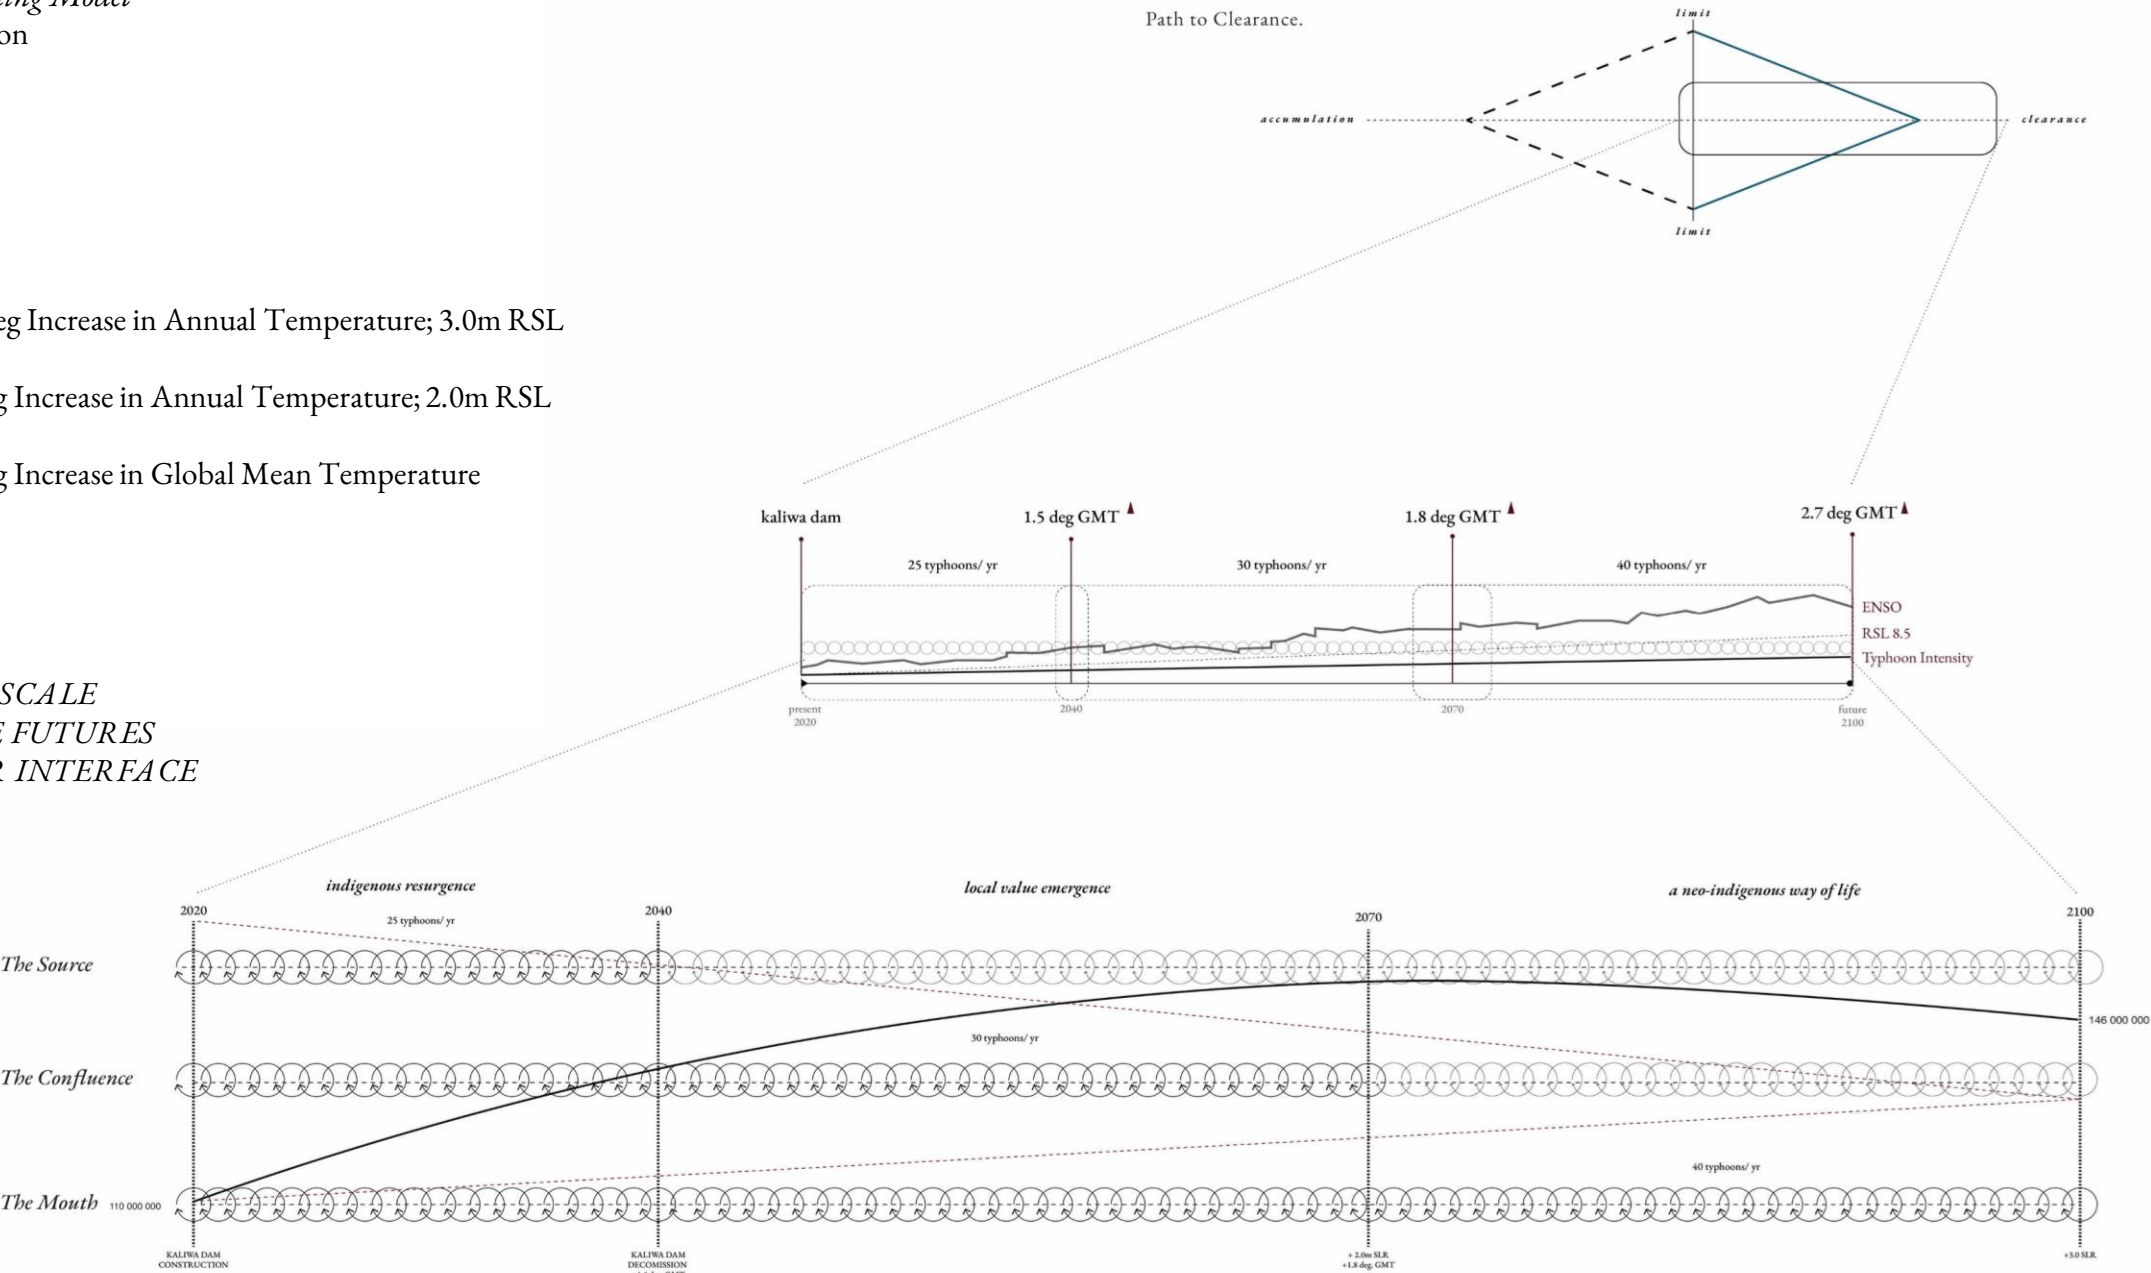 ing Model
on
Path to Clearance.
limit
accumulation
clearance
limit
eg Increase in Annual Temperature; 3.0m RSL
g Increase in Annual Temperature; 2.0m RSL
g Increase in Global Mean Temperature
kaliwa dam
1.5 deg GMT
1.8 deg GMT
2.7 deg GMT
25 typhoons/ yr
30 typhoons/ yr
40 typhoons/ yr
ENSO
RSL 8.5
Typhoon Intensity
present
2020
2040
2070
future
2100
SCALE
E FUTURES
R INTERFACE
indigenous resurgence
local value emergence
a neo-indigenous way of life
2020
2040
2070
2100
25 typhoons/ yr
The Source
146 000 000
30 typhoons/ yr
The Confluence
40 typhoons/ yr
The Mouth
110 000 000
KALIWA DAM
CONSTRUCTION
KALIWA DAM
DECOMISSION
+ 2.0m SLR
+1.8 deg. GMT
+3.0 SLR